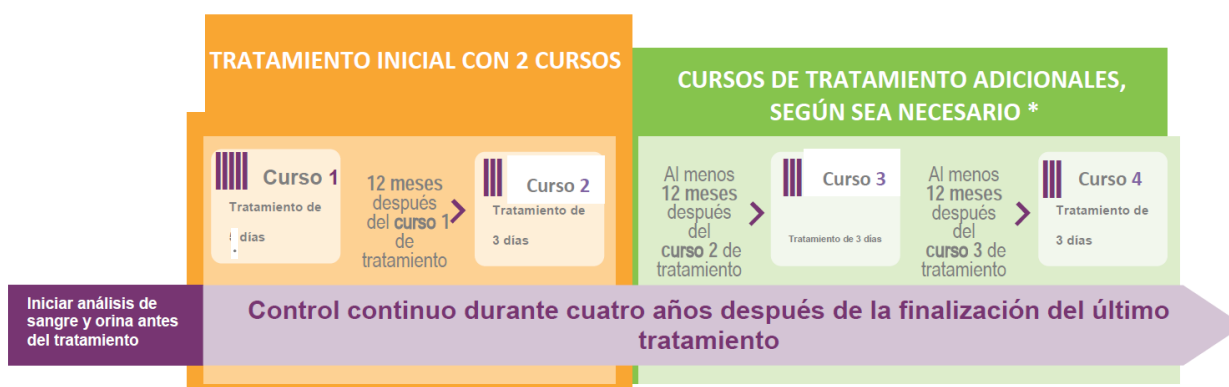 TRATAMIENTO INICIAL CON 2 CURSOS
CURSOS DE TRATAMIENTO ADICIONALES,
SEGÚN SEA NECESARIO *
Curso 1
Tratamiento de
días
12 meses
después
del curso 1
de
tratamiento
Curso 2
Tratamiento de
3 días
Al menos
12 meses
después
del
curso 2 de
tratamiento
Curso 3
Tratamiento de 3 días
Al menos
12 meses
después
del
curso 3 de
tratamiento
Curso 4
Tratamiento de
3 días
Iniciar análisis de
sangre y orina antes
del tratamiento
Control continuo durante cuatro años después de la finalización del último
tratamiento